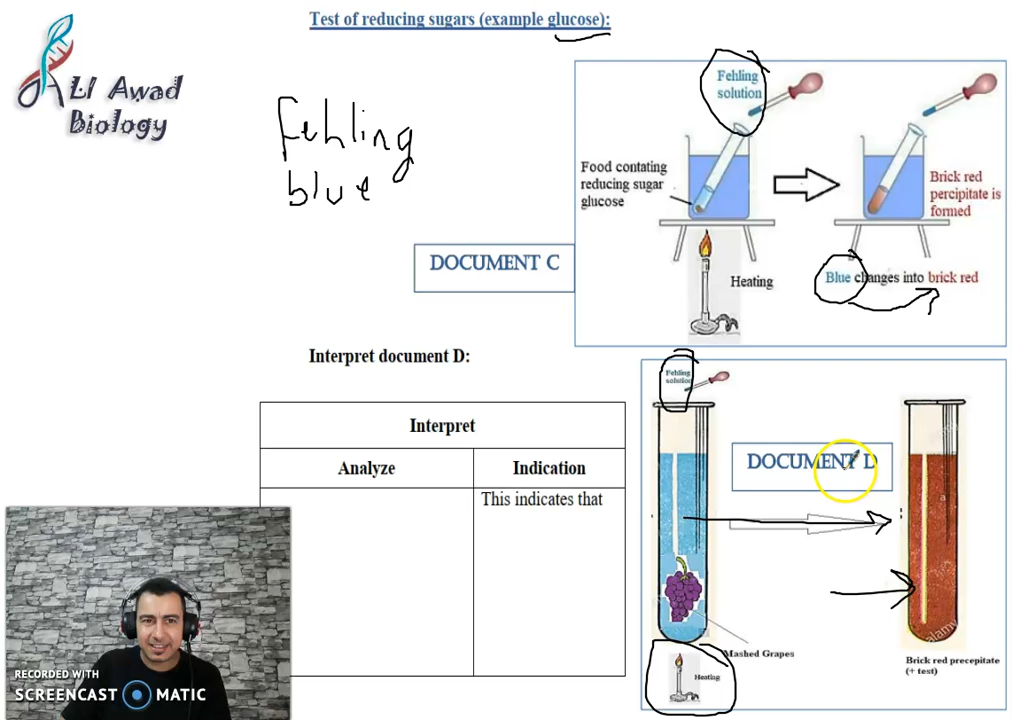 Test of reducing sugars (example glucose):
ALI Awad
Biology
Fehling
blue
Fehling
solution
Food contating
reducing sugar
glucose
Brick red
percipitate is
formed
Heating
Blue changes into brick red
DOCUMENT C
Interpret document D:
Interpret
Analyze
Indication
This indicates that
Fehling
solution
DOCUMENT D
Mashed Grapes
Heating
Brick red precepitate
(+ test)
alamy
a
alamy
RECORDED WITH
SCREENCAST MATIC